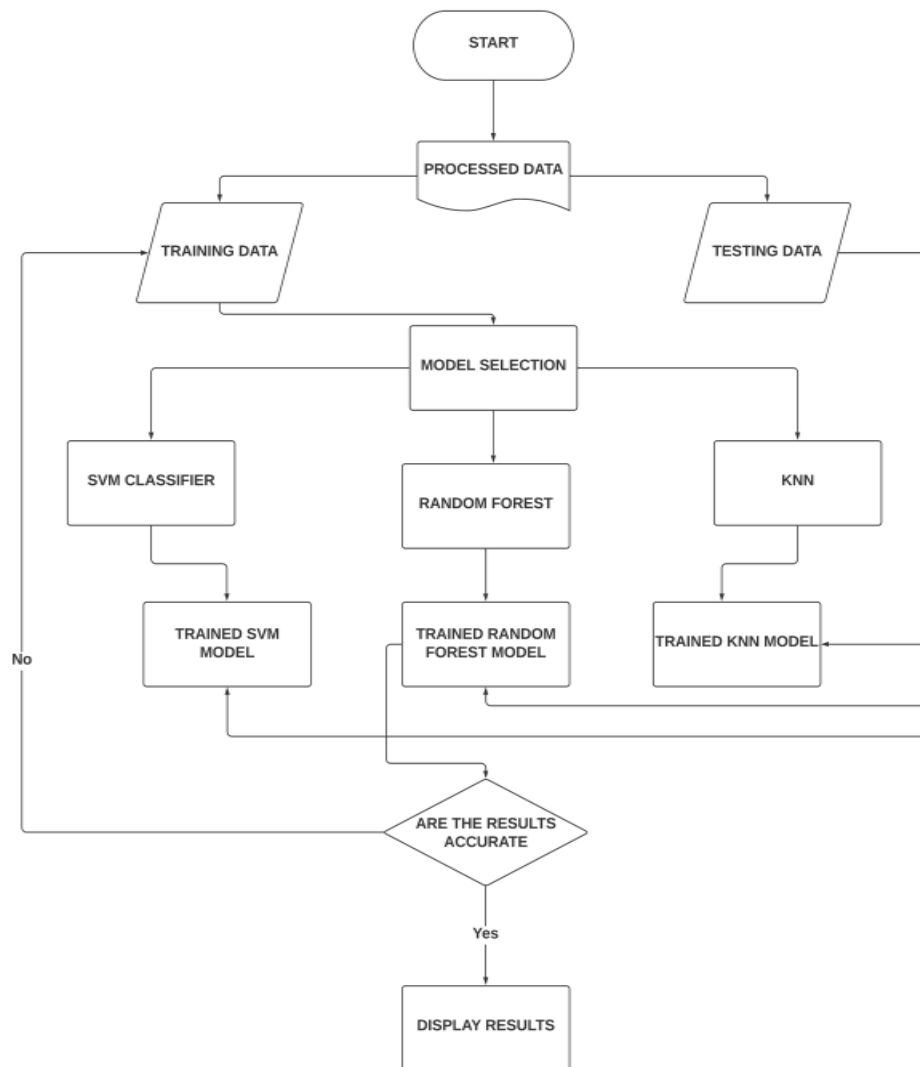 START
PROCESSED DATA
TRAINING DATA
TESTING DATA
MODEL SELECTION
SVM CLASSIFIER
RANDOM FOREST
KNN
TRAINED SVM
MODEL
TRAINED RANDOM
FOREST MODEL
TRAINED KNN MODEL
No
ARE THE RESULTS
ACCURATE
Yes
DISPLAY RESULTS